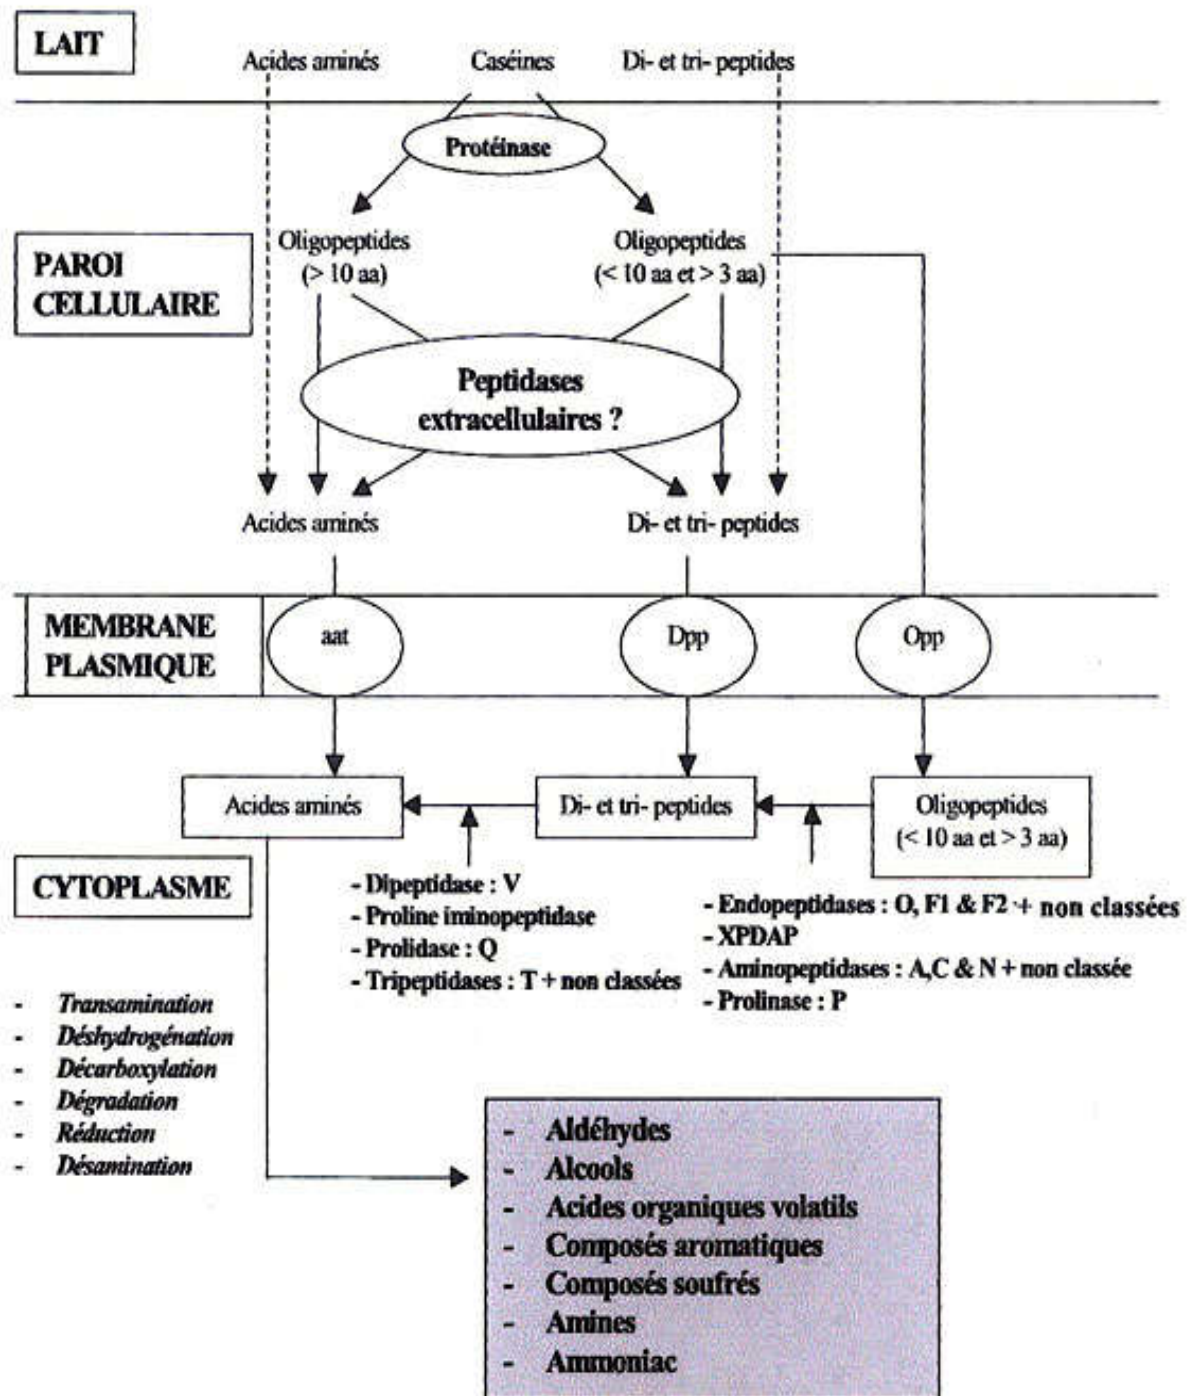 LAIT
Acides aminés
Caséines
Di- et tri- peptides
Protéinase
PAROI
CELLULAIRE
Oligopeptides
(> 10 aa)
Oligopeptides
(< 10 aa et > 3 aa)
Peptidases
extracellulaires ?
Acides aminés
Di- et tri- peptides
MEMBRANE
PLASMIQUE
aat
Dpp
Opp
Acides aminés
Di- et tri- peptides
Oligopeptides
(< 10 aa et > 3 aa)
CYTOPLASME
- Dipeptidase : V
- Proline iminopeptidase
- Prolidase : Q
- Tripeptidases : T + non classées
- Endopeptidases : O, F1 & F2 + non classées
- XPDAP
- Aminopeptidases : A,C & N + non classée
- Prolinase : P
- Transamination
- Déshydrogénation
- Décarboxylation
- Dégradation
- Réduction
- Désamination
- Aldéhydes
- Alcools
- Acides organiques volatils
- Composés aromatiques
- Composés soufrés
- Amines
- Ammoniac